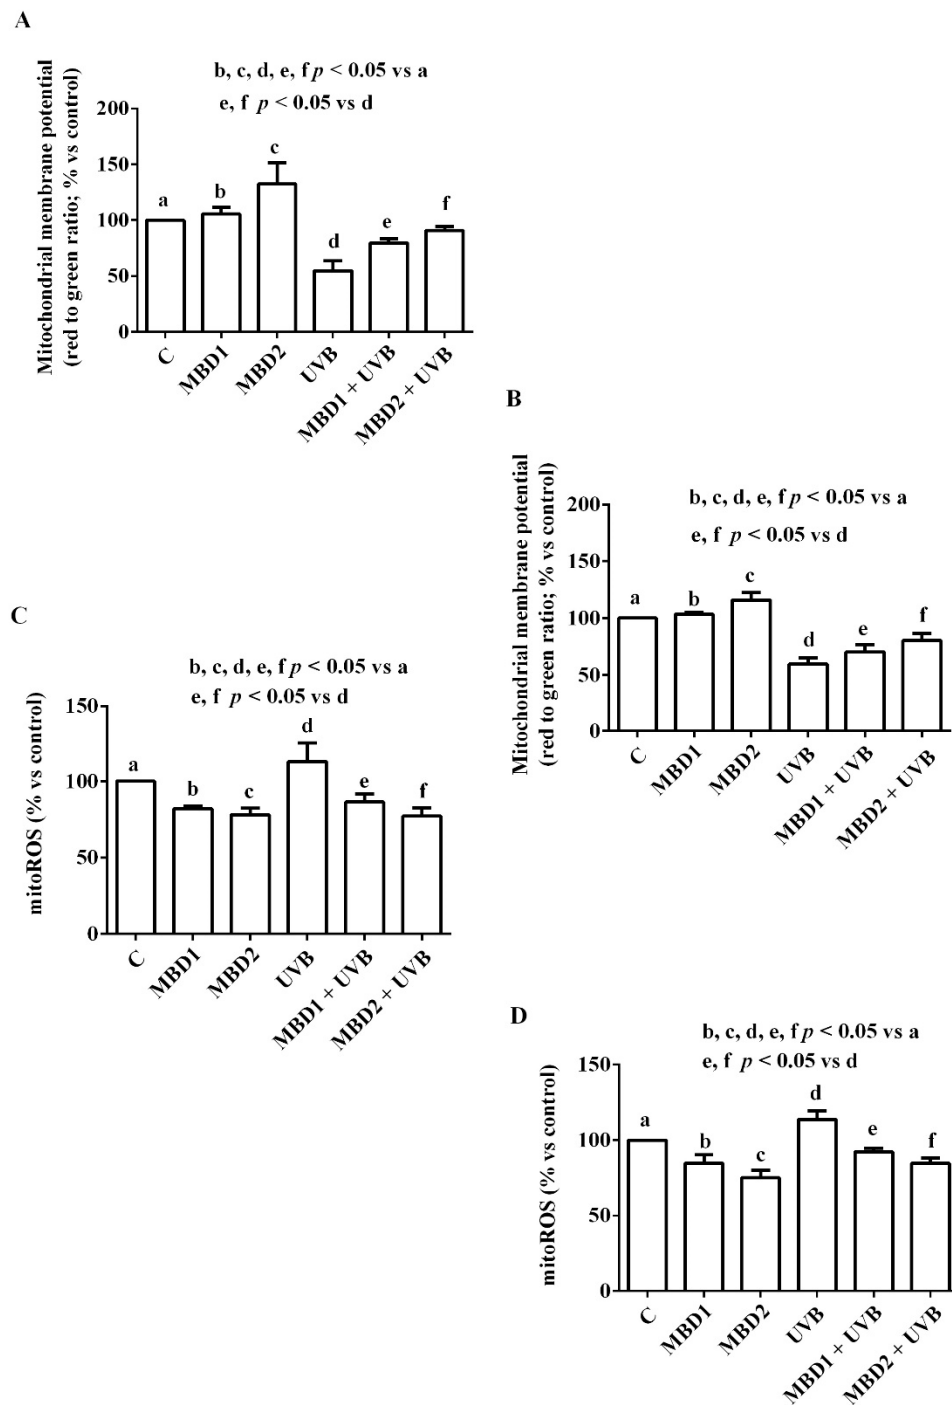 A
Mitochondrial membrane potential
(red to green ratio; % vs control)
b, c, d, e, f p < 0.05 vs a
e, f p < 0.05 vs d
200
150
100
50
0
a
b
c
d
e
f
C
MBD1
MBD2
UVB
MBD1 + UVB
MBD2 + UVB
B
Mitochondrial membrane potential
(red to green ratio; % vs control)
b, c, d, e, f p < 0.05 vs a
e, f p < 0.05 vs d
200
150
100
50
0
a
b
c
d
e
f
C
MBD1
MBD2
UVB
MBD1 + UVB
MBD2 + UVB
C
mitoROS (% vs control)
b, c, d, e, f p < 0.05 vs a
e, f p < 0.05 vs d
150
100
50
0
a
b
c
d
e
f
C
MBD1
MBD2
UVB
MBD1 + UVB
MBD2 + UVB
D
mitoROS (% vs control)
b, c, d, e, f p < 0.05 vs a
e, f p < 0.05 vs d
150
100
50
0
a
b
c
d
e
f
C
MBD1
MBD2
UVB
MBD1 + UVB
MBD2 + UVB